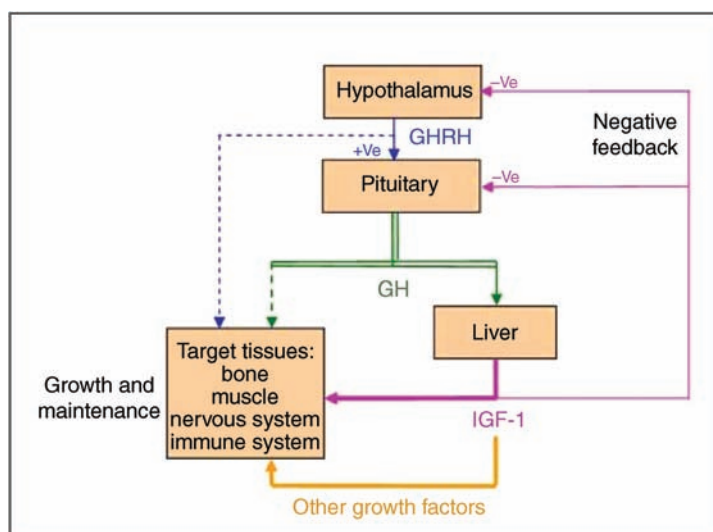 Hypothalamus
–Ve
Negative
feedback
GHRH
+Ve
Pituitary
–Ve
GH
Liver
Target tissues:
bone
muscle
nervous system
immune system
Growth and
maintenance
IGF-1
Other growth factors